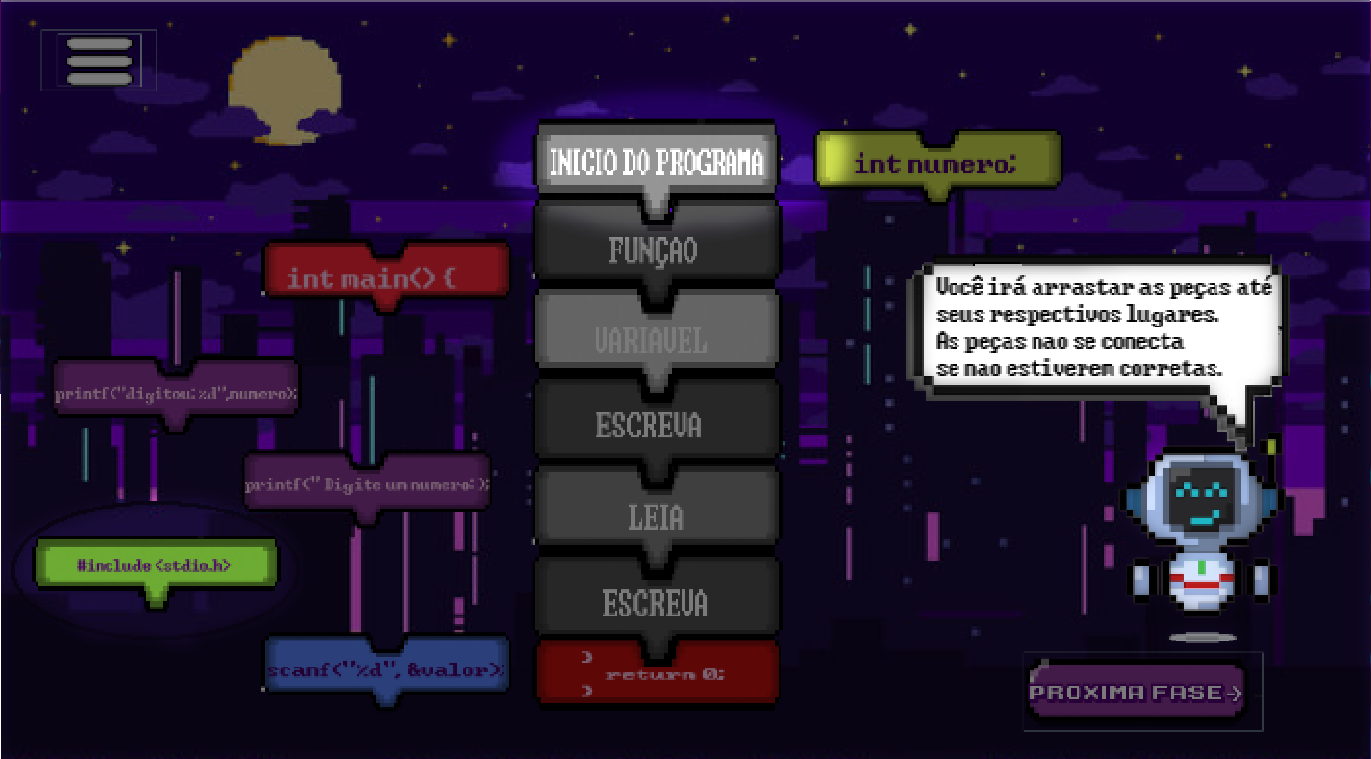 INICIO DO PROGRAMA
int numero;
FUNÇAO
int main() {
Você irá arrastar as peças até
seus respectivos lugares.
As peças nao se conecta
se nao estiverem corretas.
VARIAVEL
printf("digitou: %d",numero);
ESCREVA
printf("Digite um numero: );
LEIA
#include <stdio.h>
ESCREVA
scanf("%d", &valor);
}
return 0;
}
PROXIMA FASE→